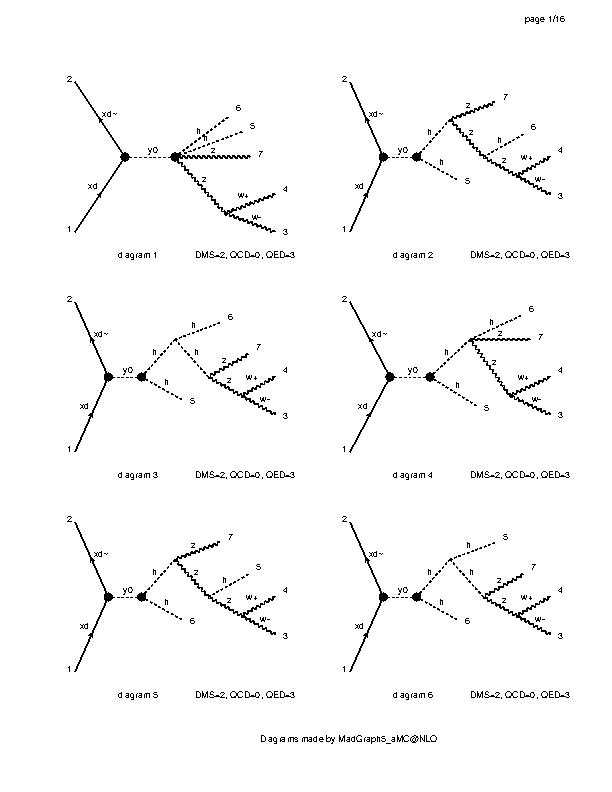 page 1/16
2
xd~
xd
1
y0
h
6
h
5
z
7
z
w+
4
w-
3
diagram 1 DMS=2, QCD=0, QED=3
2
xd~
xd
1
y0
h
z
7
z
h
6
h
5
z
w+
4
w-
3
diagram 2 DMS=2, QCD=0, QED=3
2
xd~
xd
1
y0
h
h
6
h
z
7
h
5
z
w+
4
w-
3
diagram 3 DMS=2, QCD=0, QED=3
2
xd~
xd
1
y0
h
h
6
z
7
z
h
5
w+
4
w-
3
diagram 4 DMS=2, QCD=0, QED=3
2
xd~
xd
1
y0
h
z
7
z
h
5
h
6
z
w+
4
w-
3
diagram 5 DMS=2, QCD=0, QED=3
2
xd~
xd
1
y0
h
h
5
h
z
7
h
6
z
w+
4
w-
3
diagram 6 DMS=2, QCD=0, QED=3
Diagrams made by MadGraph5_aMC@NLO